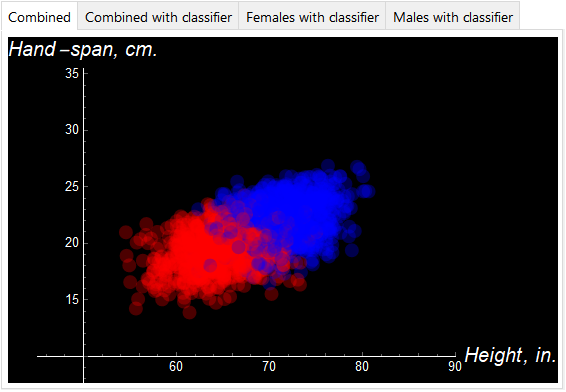 Combined Combined with classifier Females with classifier Males with classifier
Hand-span, cm.
35
30
25
20
15
60 70 80 90
Height, in.